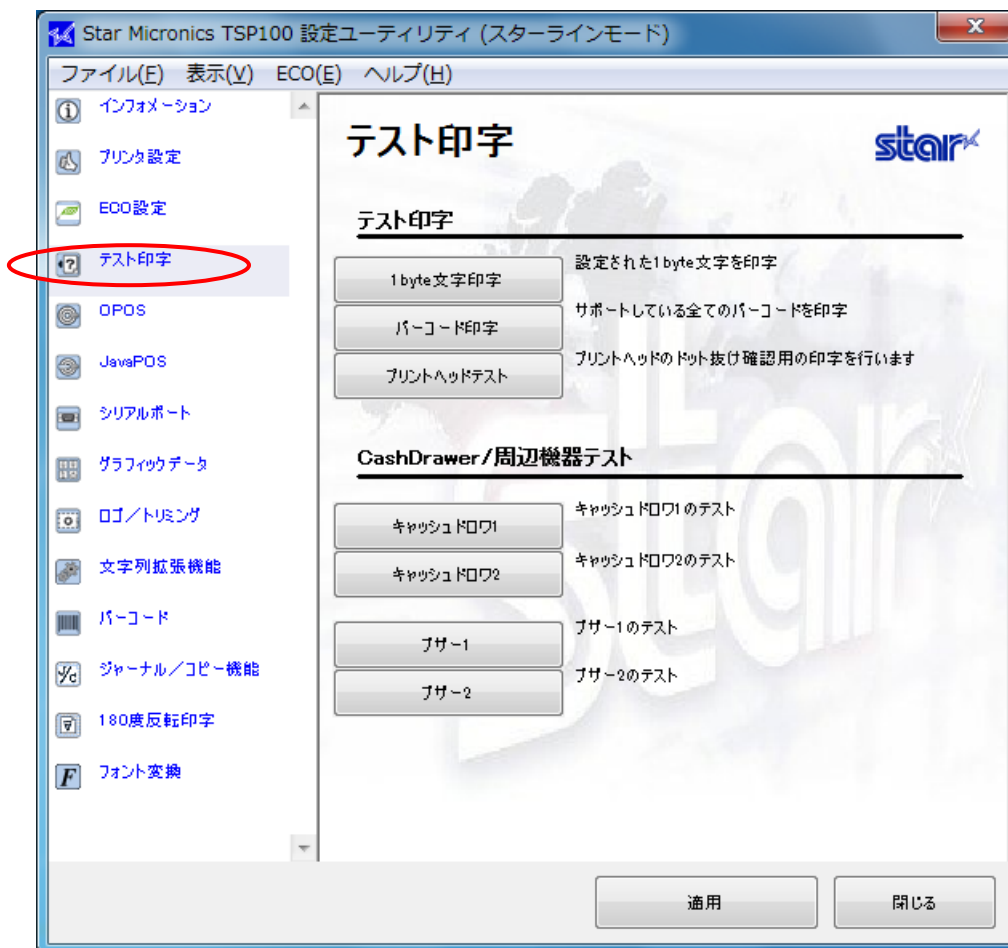 Star Micronics TSP100 設定ユーティリティ (スターラインモード)
ファイル(F) 表示(V) ECO(E) ヘルプ(H)
インフォメーション
プリンタ設定
ECO設定
テスト印字
OPOS
JavaPOS
シリアルポート
グラフィックデータ
ロゴ/トリミング
文字列拡張機能
バーコード
ジャーナル/コピー機能
180度反転印字
フォント変換
テスト印字
star
テスト印字
1byte文字印字 設定された1byte文字を印字
バーコード印字 サポートしている全てのバーコードを印字
プリントヘッドテスト プリントヘッドのドット抜け確認用の印字を行います
CashDrawer/周辺機器テスト
キャッシュドロワ1 キャッシュドロワ1のテスト
キャッシュドロワ2 キャッシュドロワ2のテスト
ブザー1 ブザー1のテスト
ブザー2 ブザー2のテスト
適用 閉じる